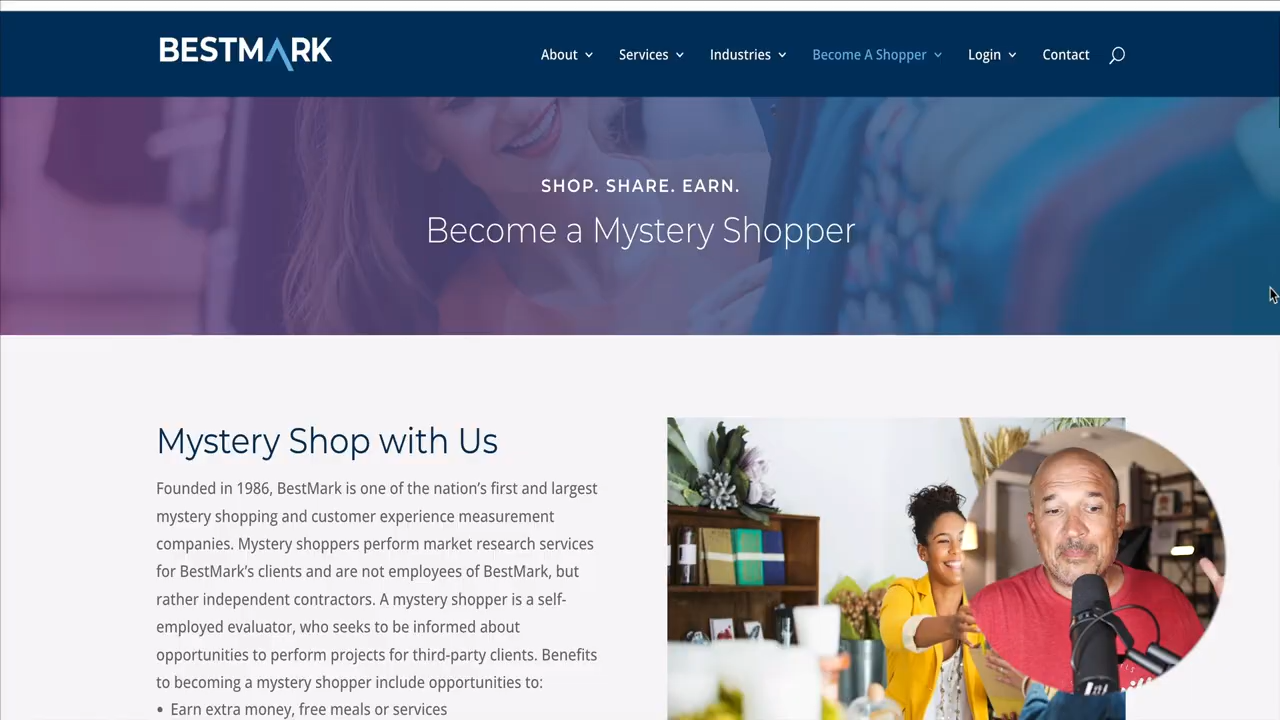 BESTMARK
About
Services
Industries
Become A Shopper
Login
Contact
SHOP. SHARE. EARN.
Become a Mystery Shopper
Mystery Shop with Us
Founded in 1986, BestMark is one of the nation’s first and largest
mystery shopping and customer experience measurement
companies. Mystery shoppers perform market research services
for BestMark’s clients and are not employees of BestMark, but
rather independent contractors. A mystery shopper is a self-
employed evaluator, who seeks to be informed about
opportunities to perform projects for third-party clients. Benefits
to becoming a mystery shopper include opportunities to:
• Earn extra money, free meals or services